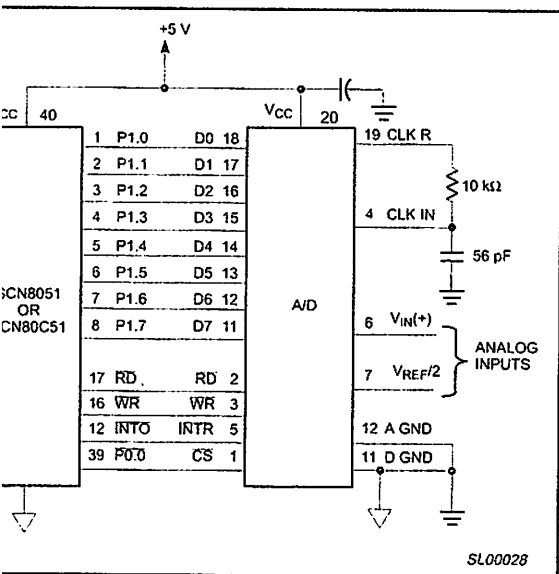 +5 V
CC 40
VCC 20
1 P1.0 D0 18
2 P1.1 D1 17
3 P1.2 D2 16
4 P1.3 D3 15
5 P1.4 D4 14
6 P1.5 D5 13
7 P1.6 D6 12
8 P1.7 D7 11
17 RD RD 2
16 WR WR 3
12 INTO INTR 5
39 P0.0 CS 1
SCN8051
OR
CN80C51
A/D
19 CLK R
10 kΩ
4 CLK IN
56 pF
6 VIN(+)
7 VREF/2
ANALOG
INPUTS
12 A GND
11 D GND
SL00028